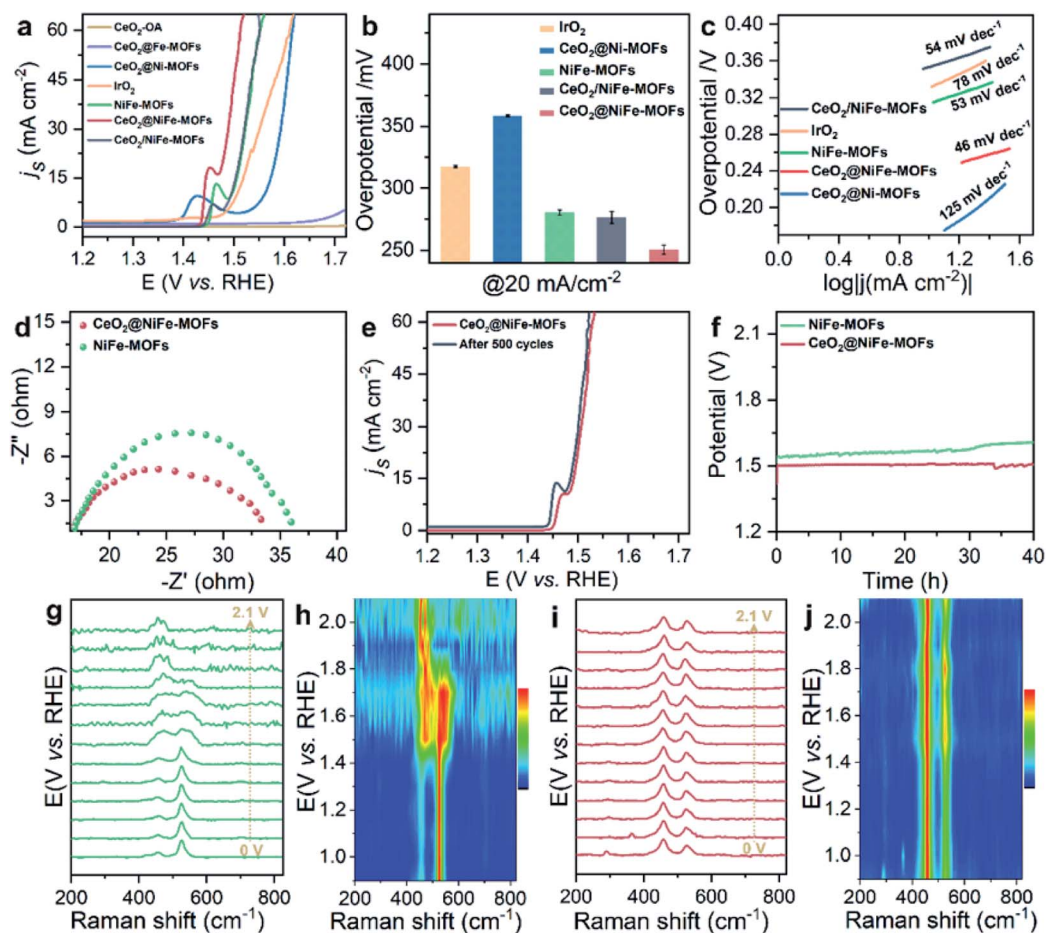 a
CeO2-OA
CeO2@Fe-MOFs
CeO2@Ni-MOFs
IrO2
NiFe-MOFs
CeO2@NiFe-MOFs
CeO2/NiFe-MOFs
jS (mA cm-2)
60
45
30
15
0
1.2 1.3 1.4 1.5 1.6 1.7
E (V vs. RHE)
b
IrO2
CeO2@Ni-MOFs
NiFe-MOFs
CeO2/NiFe-MOFs
CeO2@NiFe-MOFs
Overpotential /mV
350
300
250
@20 mA/cm-2
c
54 mV dec-1
78 mV dec-1
53 mV dec-1
46 mV dec-1
125 mV dec-1
CeO2/NiFe-MOFs
IrO2
NiFe-MOFs
CeO2@NiFe-MOFs
CeO2@Ni-MOFs
Overpotential /V
0.40
0.36
0.32
0.28
0.24
0.20
0.0 0.4 0.8 1.2 1.6
log|j(mA cm-2)|
d
CeO2@NiFe-MOFs
NiFe-MOFs
-Z" (ohm)
15
12
9
6
3
20 25 30 35 40
-Z' (ohm)
e
CeO2@NiFe-MOFs
After 500 cycles
jS (mA cm-2)
60
45
30
15
0
1.2 1.3 1.4 1.5 1.6 1.7
E (V vs. RHE)
f
NiFe-MOFs
CeO2@NiFe-MOFs
Potential (V)
2.1
1.8
1.5
1.2
0 10 20 30 40
Time (h)
g
2.1 V
0 V
E(V vs. RHE)
200 400 600 800
Raman shift (cm-1)
h
E(V vs. RHE)
2.0
1.8
1.6
1.4
1.2
1.0
200 400 600 800
Raman shift (cm-1)
i
2.1 V
0 V
E(V vs. RHE)
200 400 600 800
Raman shift (cm-1)
j
E(V vs. RHE)
2.0
1.8
1.6
1.4
1.2
1.0
200 400 600 800
Raman shift (cm-1)